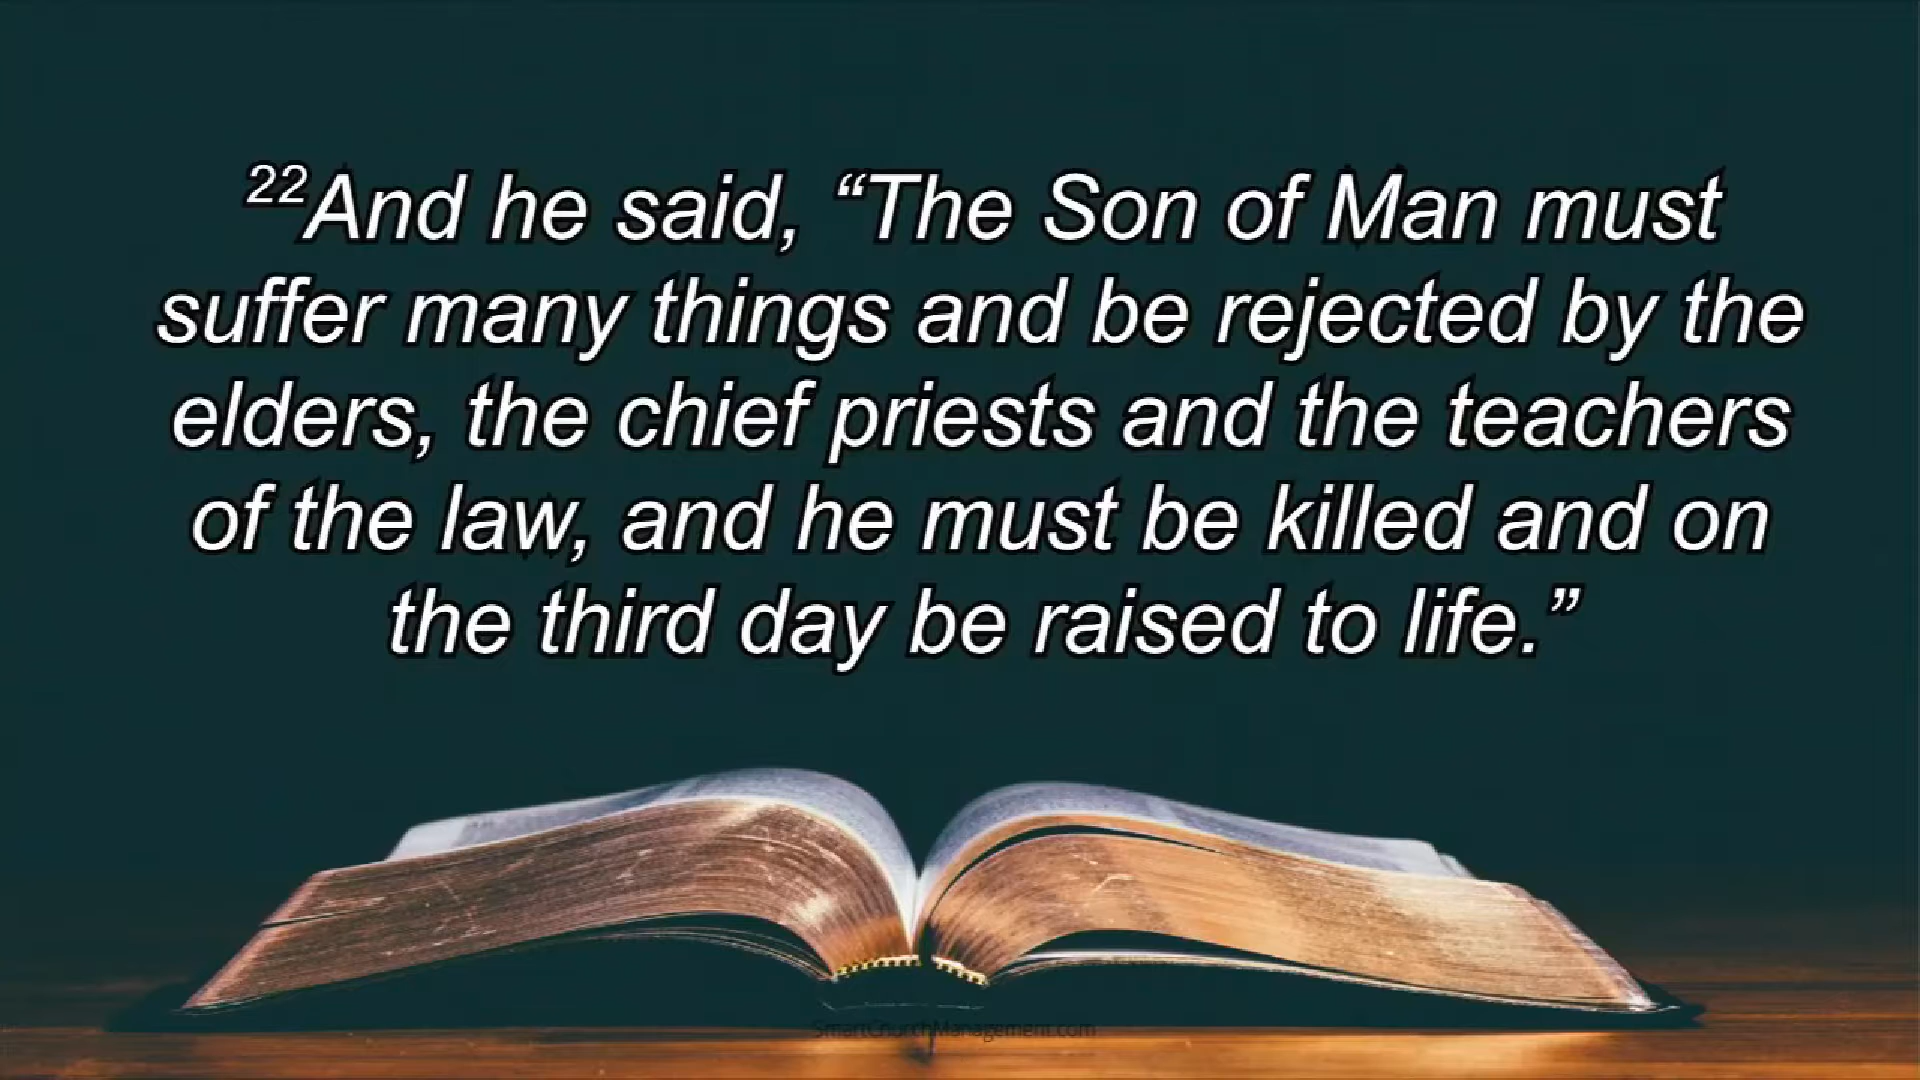 ²²And he said, “The Son of Man must
suffer many things and be rejected by the
elders, the chief priests and the teachers
of the law, and he must be killed and on
the third day be raised to life.”
SmartChurchManagement.com